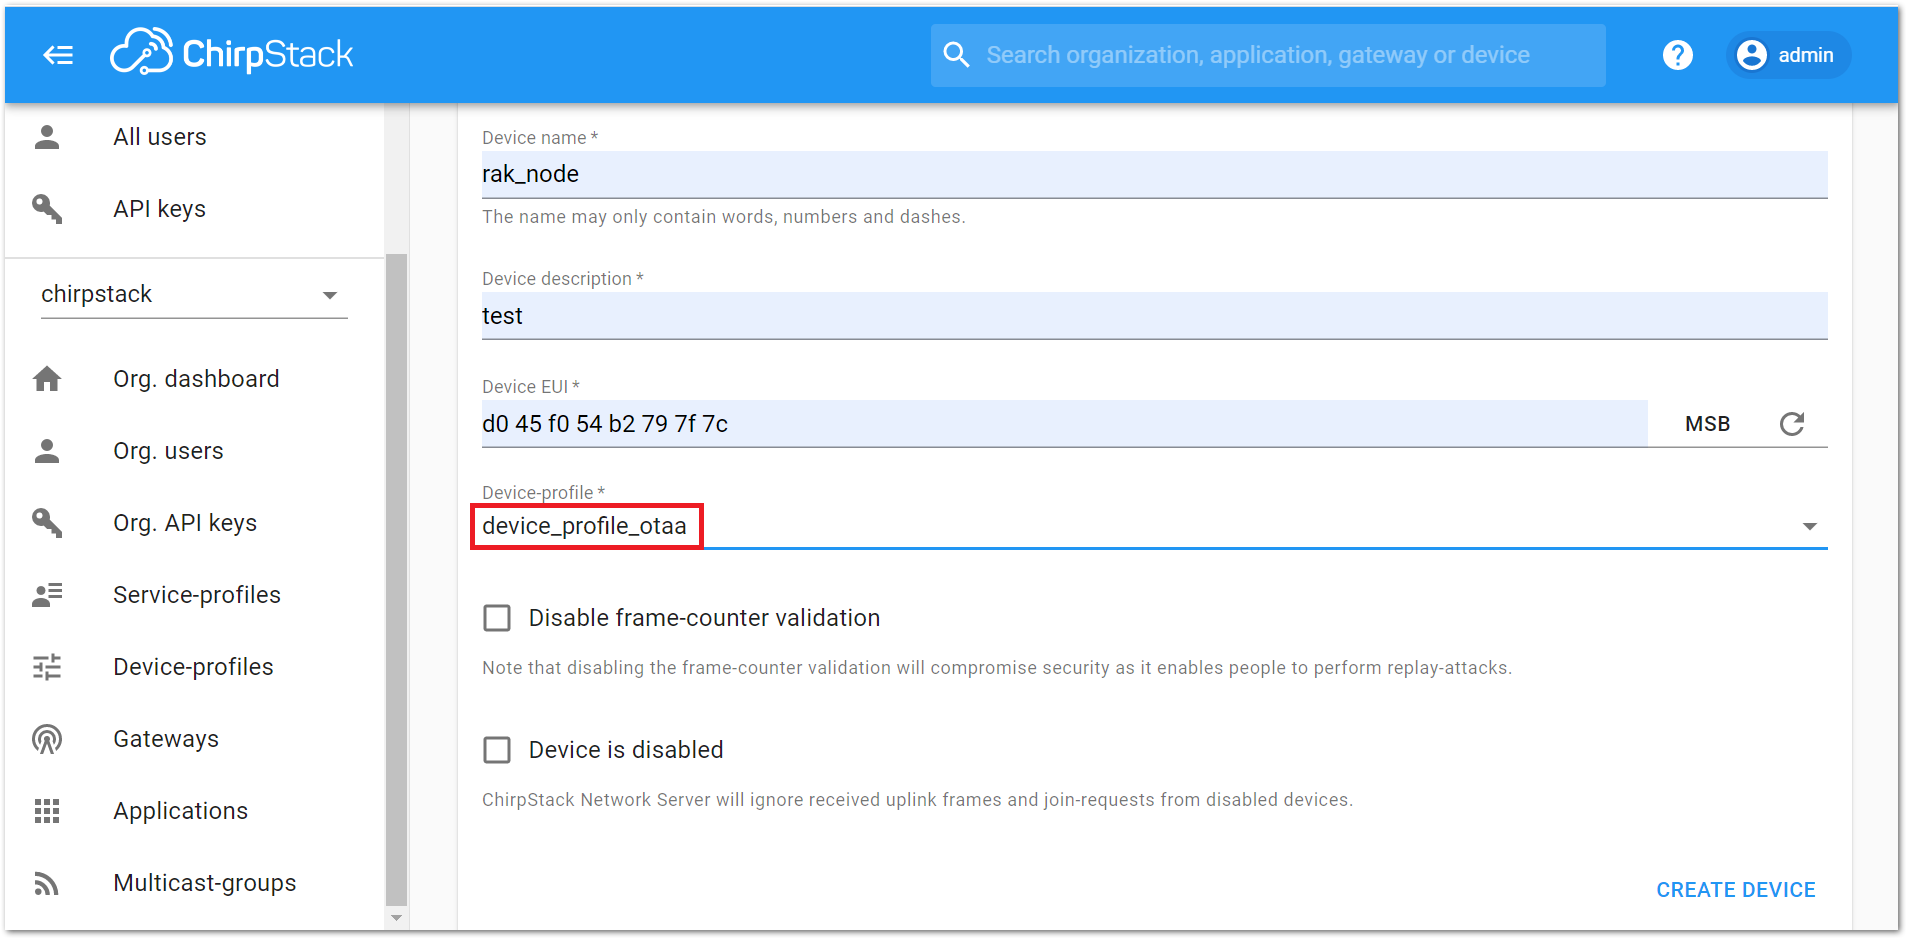 ChirpStack
Search organization, application, gateway or device
?
admin
All users
API keys
chirpstack
Org. dashboard
Org. users
Org. API keys
Service-profiles
Device-profiles
Gateways
Applications
Multicast-groups
Device name *
rak_node
The name may only contain words, numbers and dashes.
Device description *
test
Device EUI *
d0 45 f0 54 b2 79 7f 7c
MSB
Device-profile *
device_profile_otaa
Disable frame-counter validation
Note that disabling the frame-counter validation will compromise security as it enables people to perform replay-attacks.
Device is disabled
ChirpStack Network Server will ignore received uplink frames and join-requests from disabled devices.
CREATE DEVICE